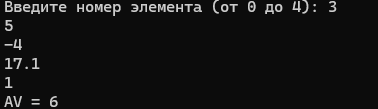 Введите номер элемента (от 0 до 4): 3
5
-4
17.1
1
AV = 6